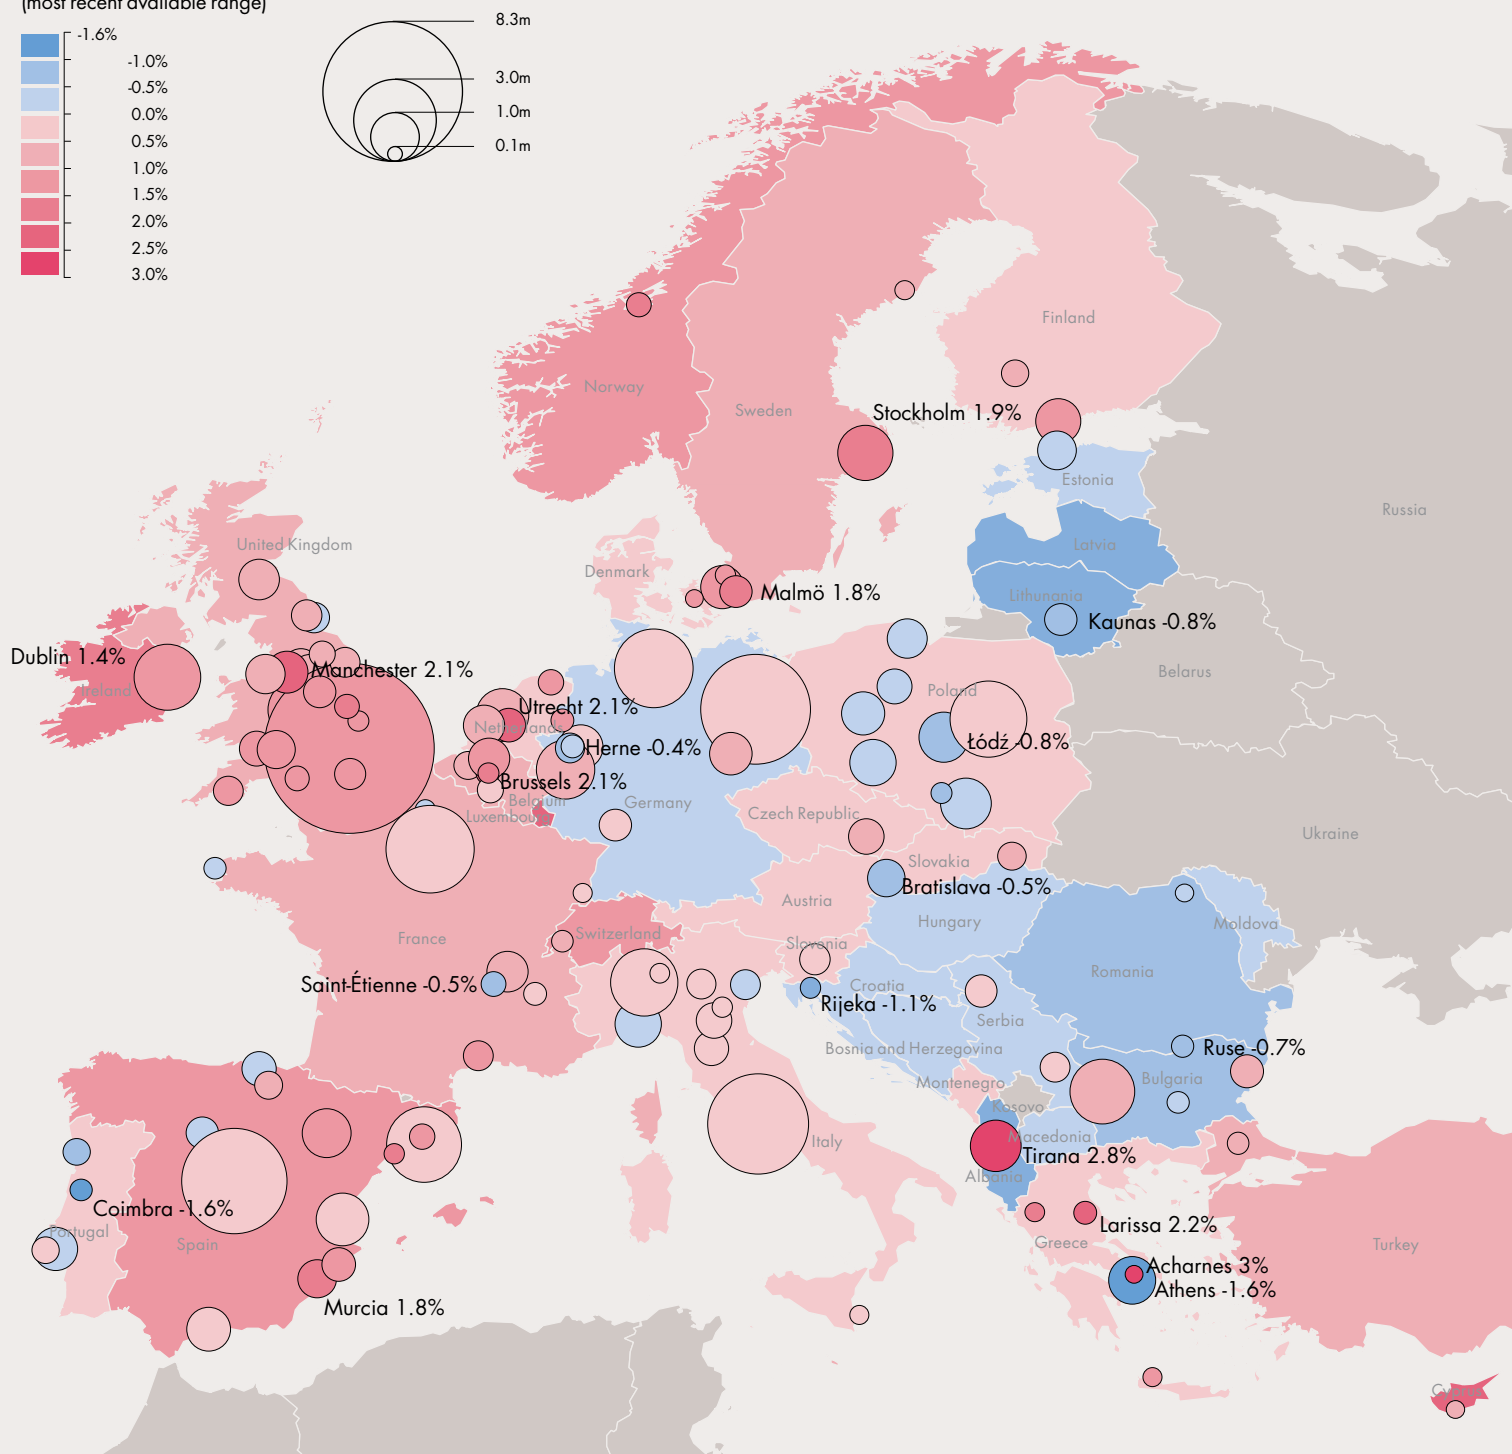 (most recent available range)
-1.6%
-1.0%
-0.5%
0.0%
0.5%
1.0%
1.5%
2.0%
2.5%
3.0%
8.3m
3.0m
1.0m
0.1m
Finland
Norway
Sweden
Stockholm 1.9%
Estonia
Russia
United Kingdom
Latvia
Denmark
Malmö 1.8%
Lithunania
Kaunas -0.8%
Dublin 1.4%
Ireland
Manchester 2.1%
Belarus
Poland
Utrecht 2.1%
Netherlands
Herne -0.4%
Łódź -0.8%
Brussels 2.1%
Belgium
Luxembourg
Germany
Czech Republic
Ukraine
Slovakia
Bratislava -0.5%
Austria
Hungary
Moldova
France
Switzerland
Slovenia
Romania
Saint-Étienne -0.5%
Croatia
Rijeka -1.1%
Serbia
Bosnia and Herzegovina
Ruse -0.7%
Montenegro
Bulgaria
Kosovo
Macedonia
Italy
Tirana 2.8%
Albania
Coimbra -1.6%
Portugal
Spain
Larissa 2.2%
Greece
Turkey
Acharnes 3%
Athens -1.6%
Murcia 1.8%
Cyprus